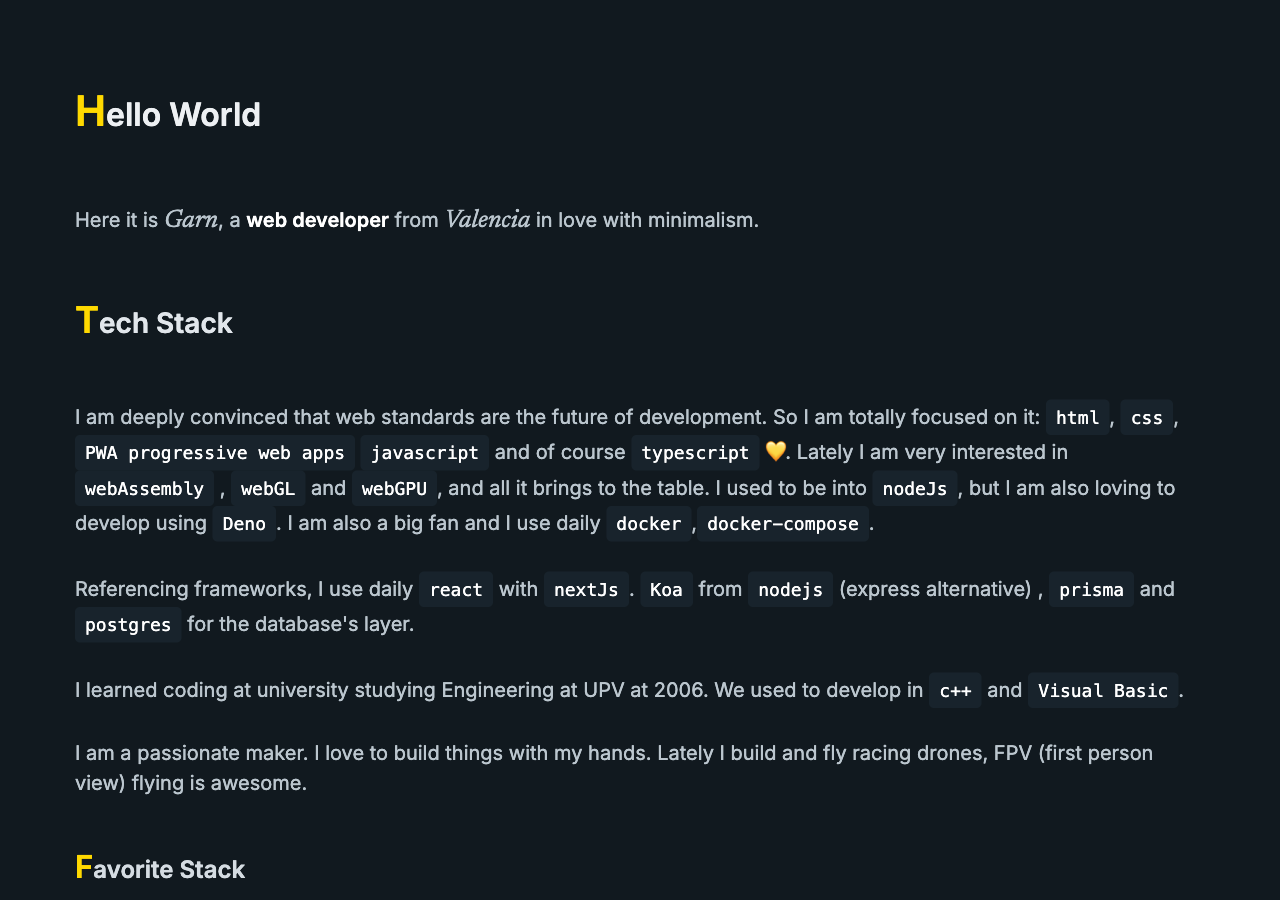 Hello World
Here it is Garn, a web developer from Valencia in love with minimalism.
Tech Stack
I am deeply convinced that web standards are the future of development. So I am totally focused on it: html, css,
PWA progressive web apps javascript and of course typescript 💛. Lately I am very interested in
webAssembly , webGL and webGPU , and all it brings to the table. I used to be into nodeJs , but I am also loving to
develop using Deno . I am also a big fan and I use daily docker , docker-compose .
Referencing frameworks, I use daily react with nextJs . Koa from nodejs (express alternative) , prisma and
postgres for the database's layer.
I learned coding at university studying Engineering at UPV at 2006. We used to develop in c++ and Visual Basic .
I am a passionate maker. I love to build things with my hands. Lately I build and fly racing drones, FPV (first person
view) flying is awesome.
Favorite Stack